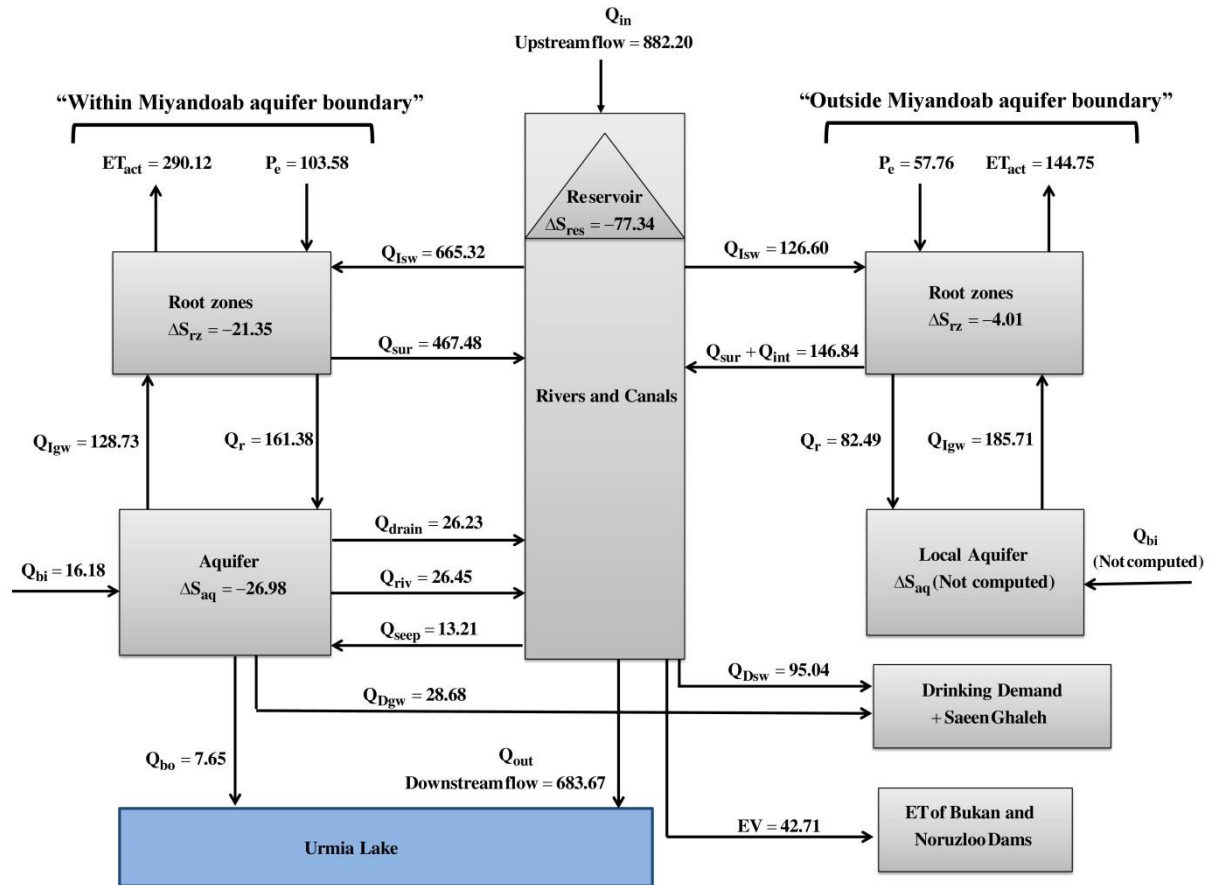 Q_in
Upstream flow = 882.20
“Within Miyandoab aquifer boundary”
“Outside Miyandoab aquifer boundary”
ET_act = 290.12
P_e = 103.58
P_e = 57.76
ET_act = 144.75
Reservoir
ΔS_res = −77.34
Q_Isw = 665.32
Q_Isw = 126.60
Root zones
ΔS_rz = −21.35
Root zones
ΔS_rz = −4.01
Q_sur = 467.48
Q_sur + Q_int = 146.84
Rivers and Canals
Q_Igw = 128.73
Q_r = 161.38
Q_r = 82.49
Q_Igw = 185.71
Q_drain = 26.23
Q_bi = 16.18
Aquifer
ΔS_aq = −26.98
Q_riv = 26.45
Q_seep = 13.21
Local Aquifer
ΔS_aq (Not computed)
Q_bi
(Not computed)
Q_Dsw = 95.04
Q_Dgw = 28.68
Drinking Demand
+ Saeen Ghaleh
Q_bo = 7.65
Q_out
Downstream flow = 683.67
EV = 42.71
ET of Bukan and
Noruzloo Dams
Urmia Lake